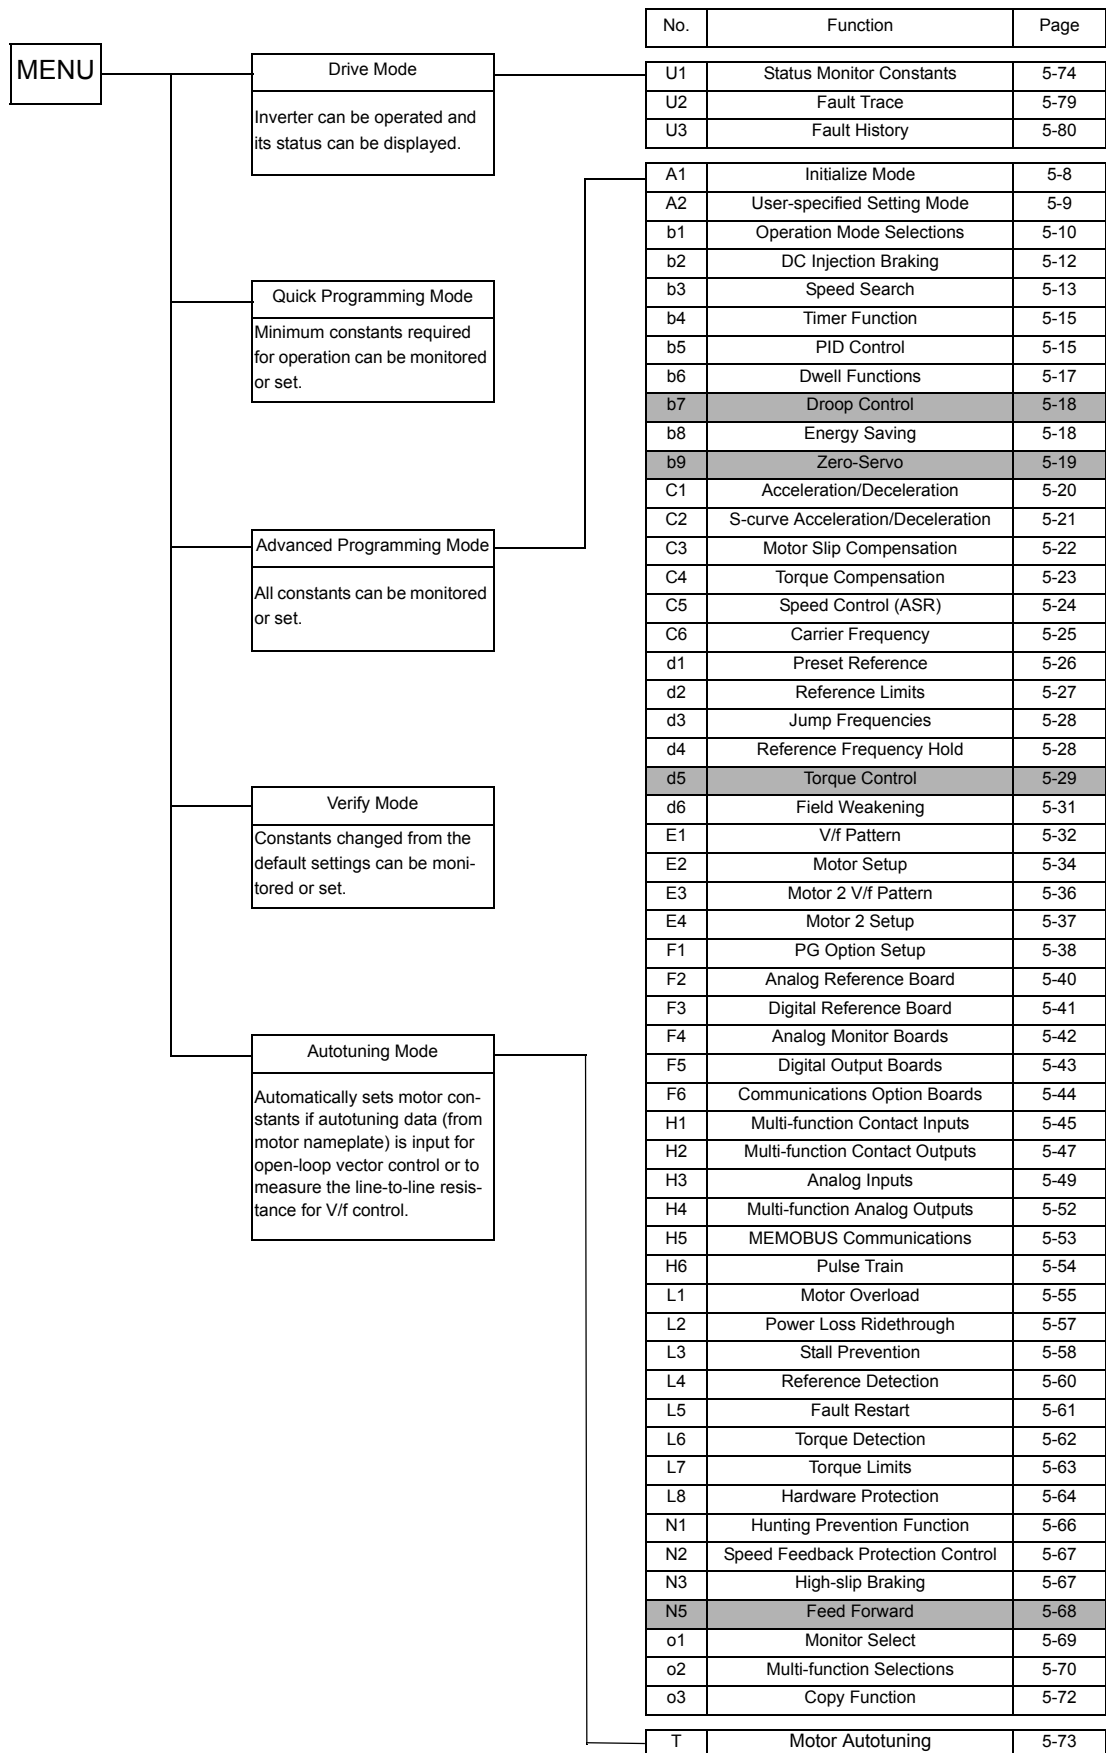 MENU
Drive Mode
Inverter can be operated and
its status can be displayed.
Quick Programming Mode
Minimum constants required
for operation can be monitored
or set.
Advanced Programming Mode
All constants can be monitored
or set.
Verify Mode
Constants changed from the
default settings can be moni-
tored or set.
Autotuning Mode
Automatically sets motor con-
stants if autotuning data (from
motor nameplate) is input for
open-loop vector control or to
measure the line-to-line resis-
tance for V/f control.
No. Function Page
U1 Status Monitor Constants 5-74
U2 Fault Trace 5-79
U3 Fault History 5-80
A1 Initialize Mode 5-8
A2 User-specified Setting Mode 5-9
b1 Operation Mode Selections 5-10
b2 DC Injection Braking 5-12
b3 Speed Search 5-13
b4 Timer Function 5-15
b5 PID Control 5-15
b6 Dwell Functions 5-17
b7 Droop Control 5-18
b8 Energy Saving 5-18
b9 Zero-Servo 5-19
C1 Acceleration/Deceleration 5-20
C2 S-curve Acceleration/Deceleration 5-21
C3 Motor Slip Compensation 5-22
C4 Torque Compensation 5-23
C5 Speed Control (ASR) 5-24
C6 Carrier Frequency 5-25
d1 Preset Reference 5-26
d2 Reference Limits 5-27
d3 Jump Frequencies 5-28
d4 Reference Frequency Hold 5-28
d5 Torque Control 5-29
d6 Field Weakening 5-31
E1 V/f Pattern 5-32
E2 Motor Setup 5-34
E3 Motor 2 V/f Pattern 5-36
E4 Motor 2 Setup 5-37
F1 PG Option Setup 5-38
F2 Analog Reference Board 5-40
F3 Digital Reference Board 5-41
F4 Analog Monitor Boards 5-42
F5 Digital Output Boards 5-43
F6 Communications Option Boards 5-44
H1 Multi-function Contact Inputs 5-45
H2 Multi-function Contact Outputs 5-47
H3 Analog Inputs 5-49
H4 Multi-function Analog Outputs 5-52
H5 MEMOBUS Communications 5-53
H6 Pulse Train 5-54
L1 Motor Overload 5-55
L2 Power Loss Ridethrough 5-57
L3 Stall Prevention 5-58
L4 Reference Detection 5-60
L5 Fault Restart 5-61
L6 Torque Detection 5-62
L7 Torque Limits 5-63
L8 Hardware Protection 5-64
N1 Hunting Prevention Function 5-66
N2 Speed Feedback Protection Control 5-67
N3 High-slip Braking 5-67
N5 Feed Forward 5-68
o1 Monitor Select 5-69
o2 Multi-function Selections 5-70
o3 Copy Function 5-72
T Motor Autotuning 5-73